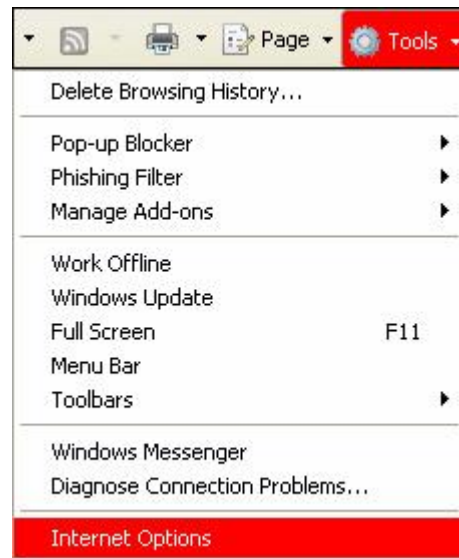 Page Tools
Delete Browsing History...
Pop-up Blocker
Phishing Filter
Manage Add-ons
Work Offline
Windows Update
Full Screen F11
Menu Bar
Toolbars
Windows Messenger
Diagnose Connection Problems...
Internet Options